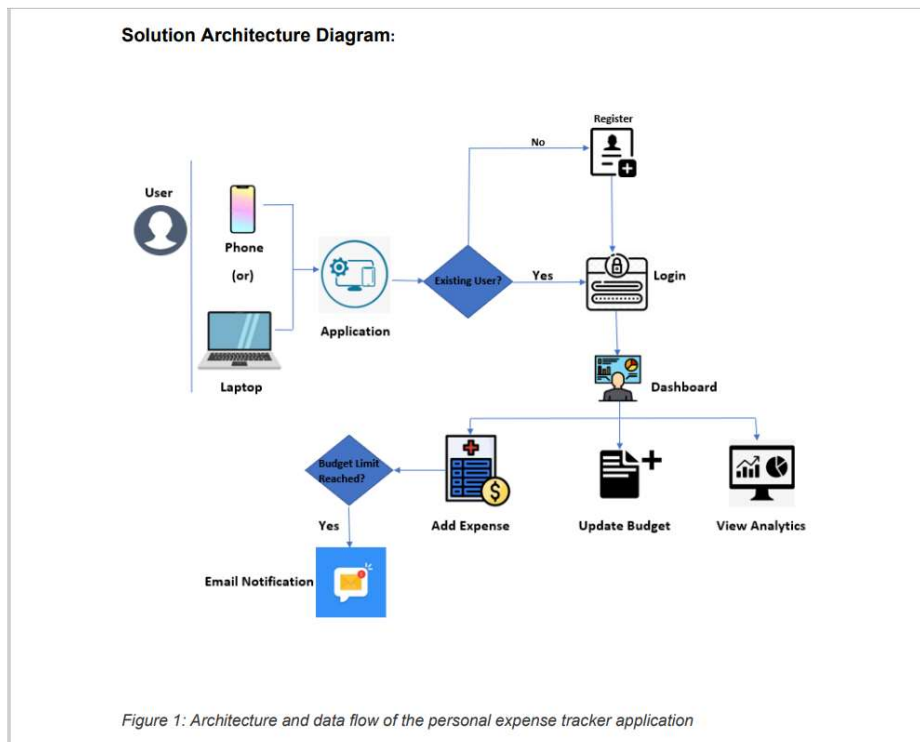 Solution Architecture Diagram:
Register
No
User
Phone
(or)
Existing User?
Yes
Login
Application
Laptop
Dashboard
Budget Limit
Reached?
Add Expense
Update Budget
View Analytics
Yes
Email Notification
Figure 1: Architecture and data flow of the personal expense tracker application